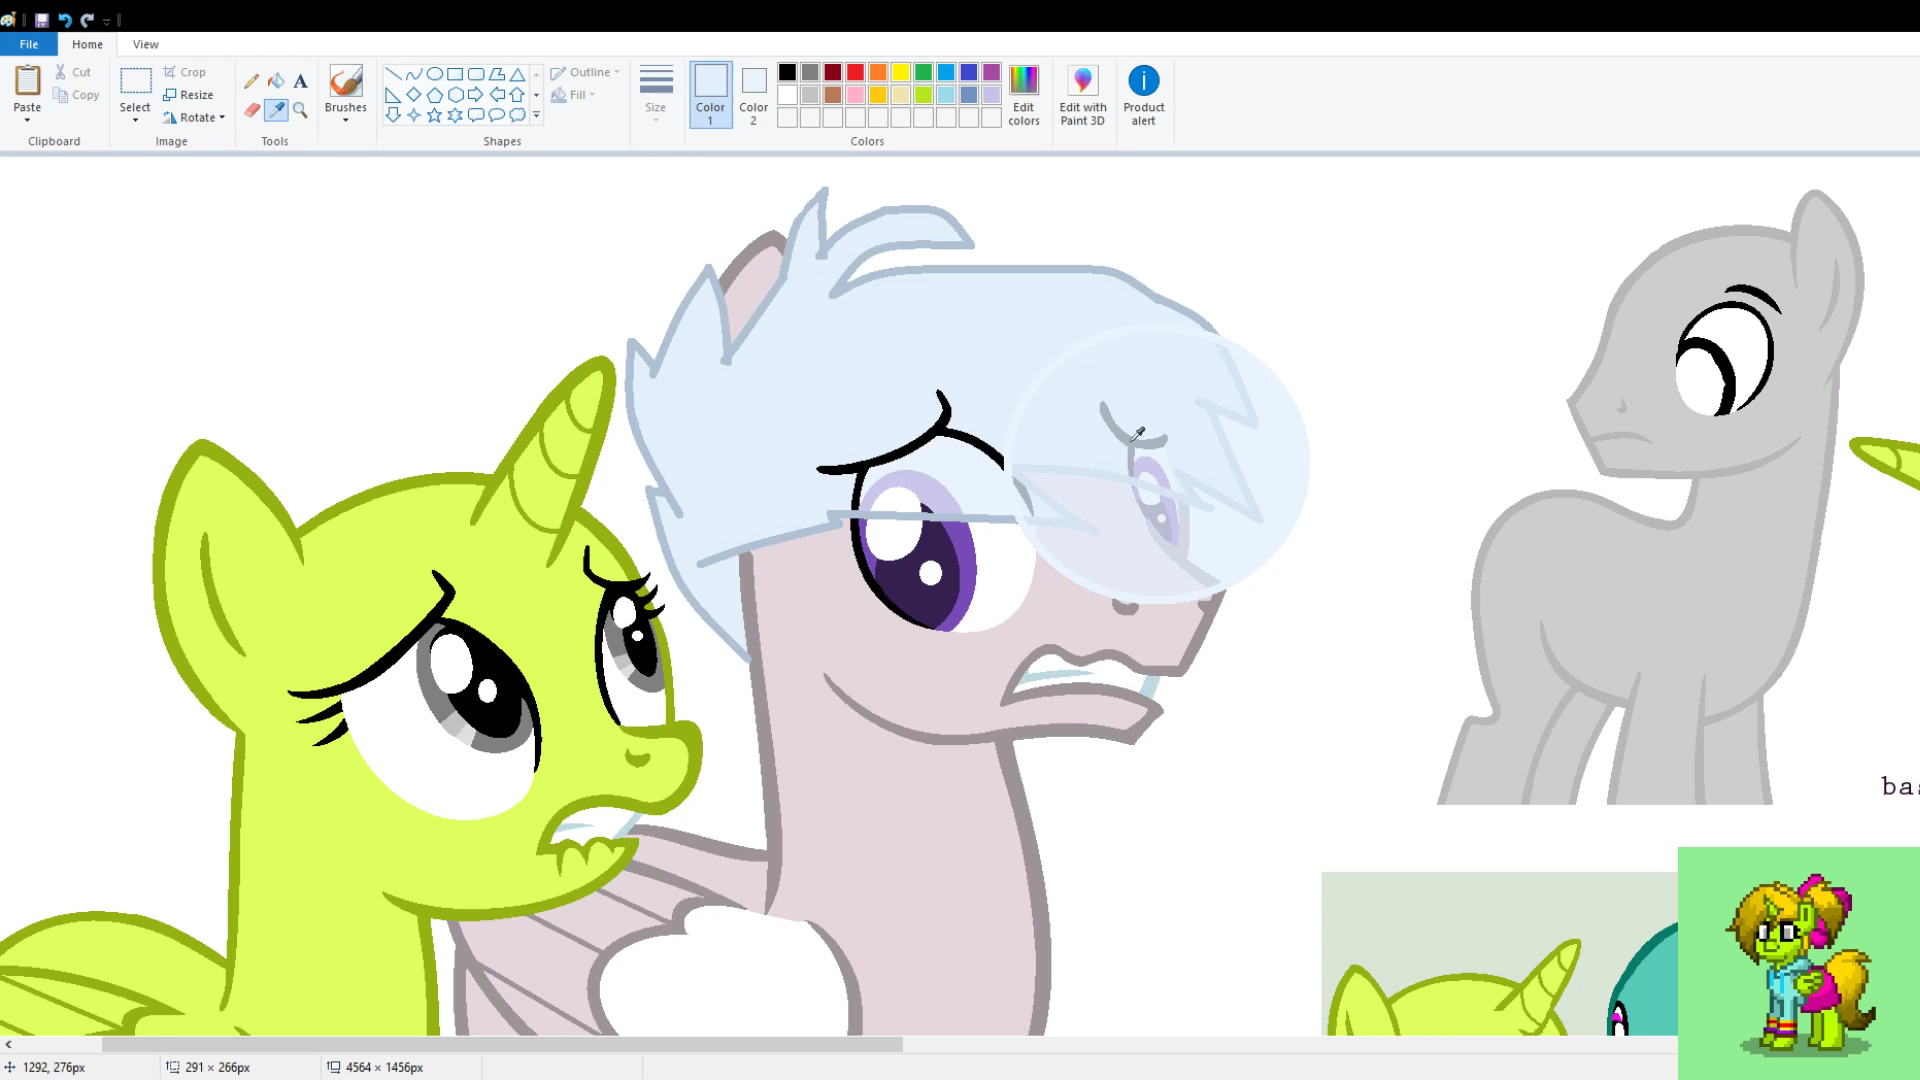 File Home View
Paste
Cut
Copy
Clipboard
Select
Crop
Resize
Rotate
Image
A
Tools
Brushes
Shapes
Outline
Fill
Size
Color
1
Color
2
Edit
colors
Colors
Edit with
Paint 3D
Product
alert
bas
1292, 276px
291 × 266px
4564 × 1456px